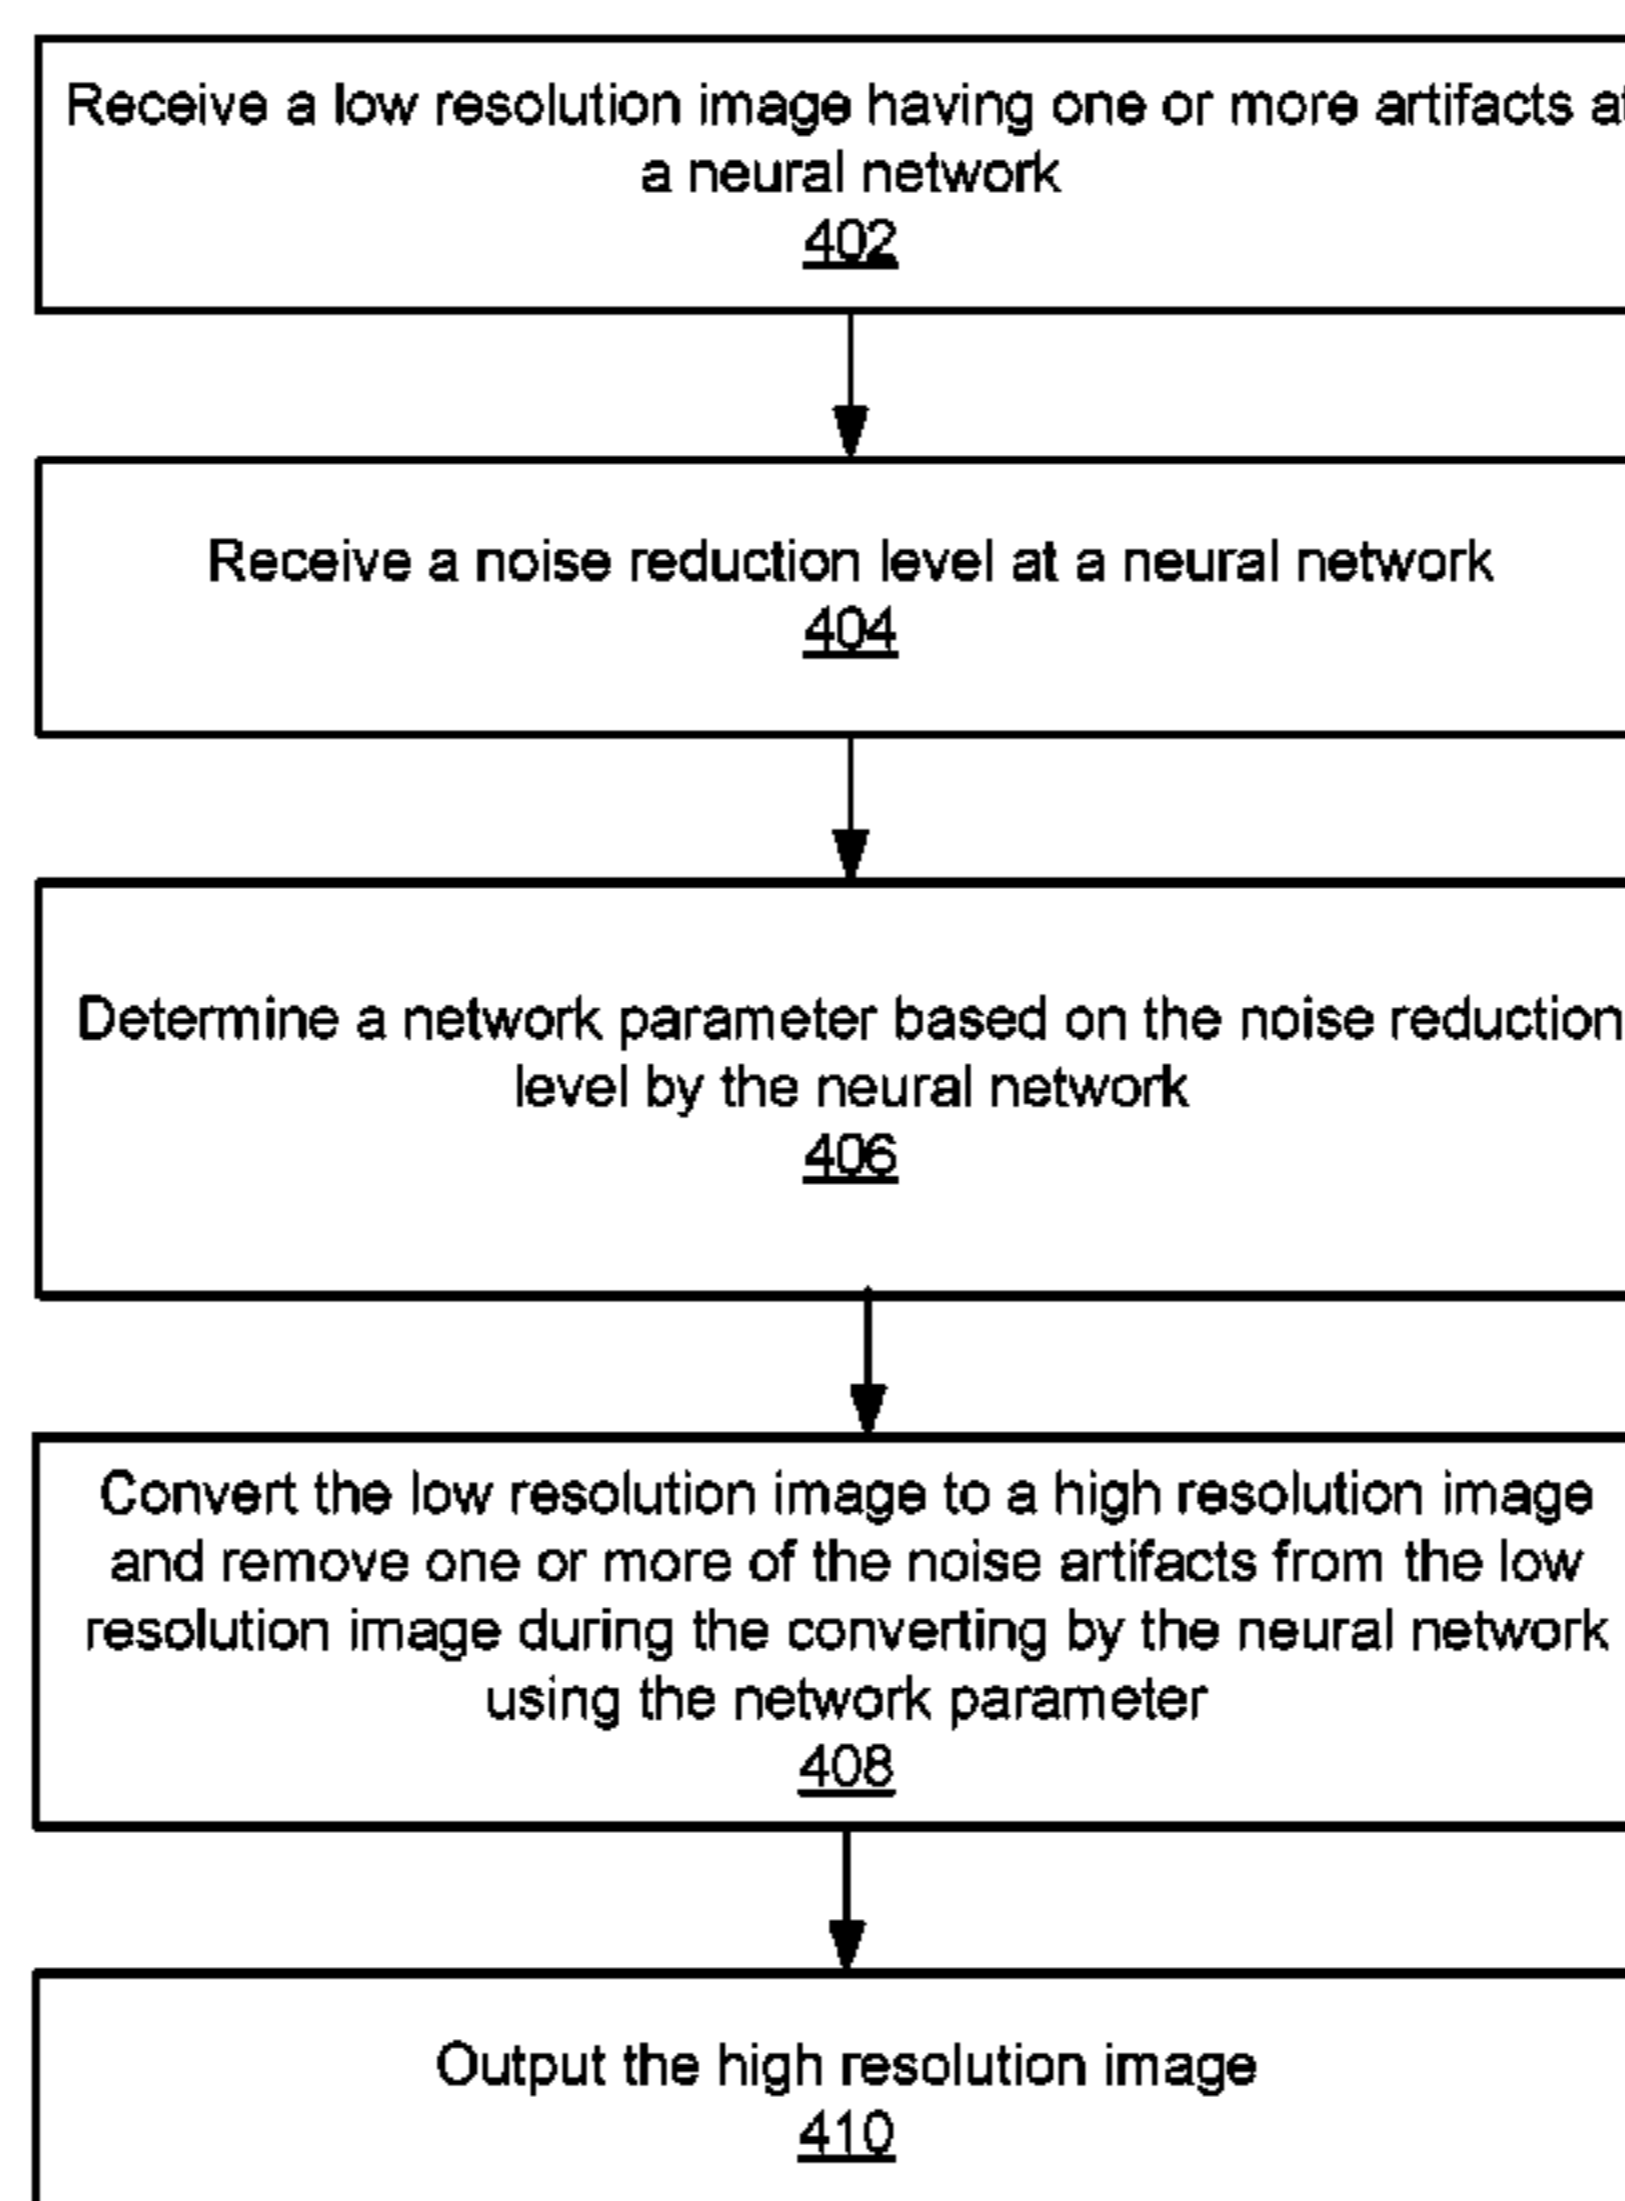 Receive a low resolution image having one or more artifacts at
a neural network
402
Receive a noise reduction level at a neural network
404
Determine a network parameter based on the noise reduction
level by the neural network
406
Convert the low resolution image to a high resolution image
and remove one or more of the noise artifacts from the low
resolution image during the converting by the neural network
using the network parameter
408
Output the high resolution image
410